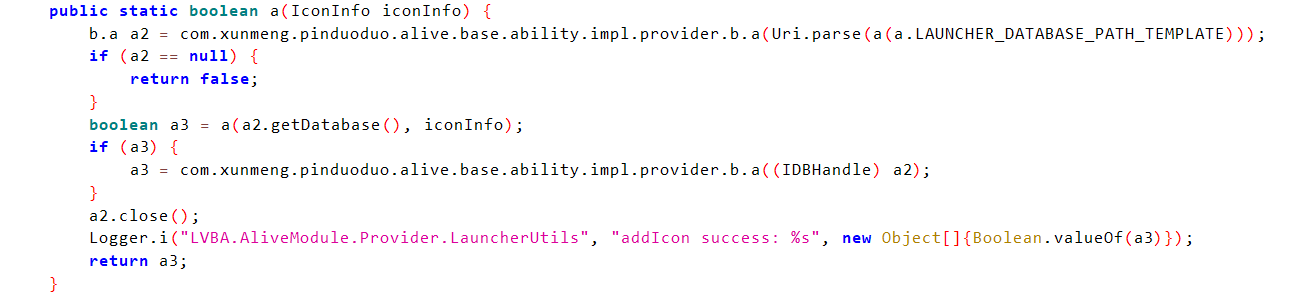 public static boolean a(IconInfo iconInfo) {
b.a a2 = com.xunmeng.pinduoduo.alive.base.ability.impl.provider.b.a(Uri.parse(a(a.LAUNCHER_DATABASE_PATH_TEMPLATE)));
if (a2 == null) {
return false;
}
boolean a3 = a(a2.getDatabase(), iconInfo);
if (a3) {
a3 = com.xunmeng.pinduoduo.alive.base.ability.impl.provider.b.a((IDBHandle) a2);
}
a2.close();
Logger.i("LVBA.AliveModule.Provider.LauncherUtils", "addIcon success: %s", new Object[]{Boolean.valueOf(a3)});
return a3;
}